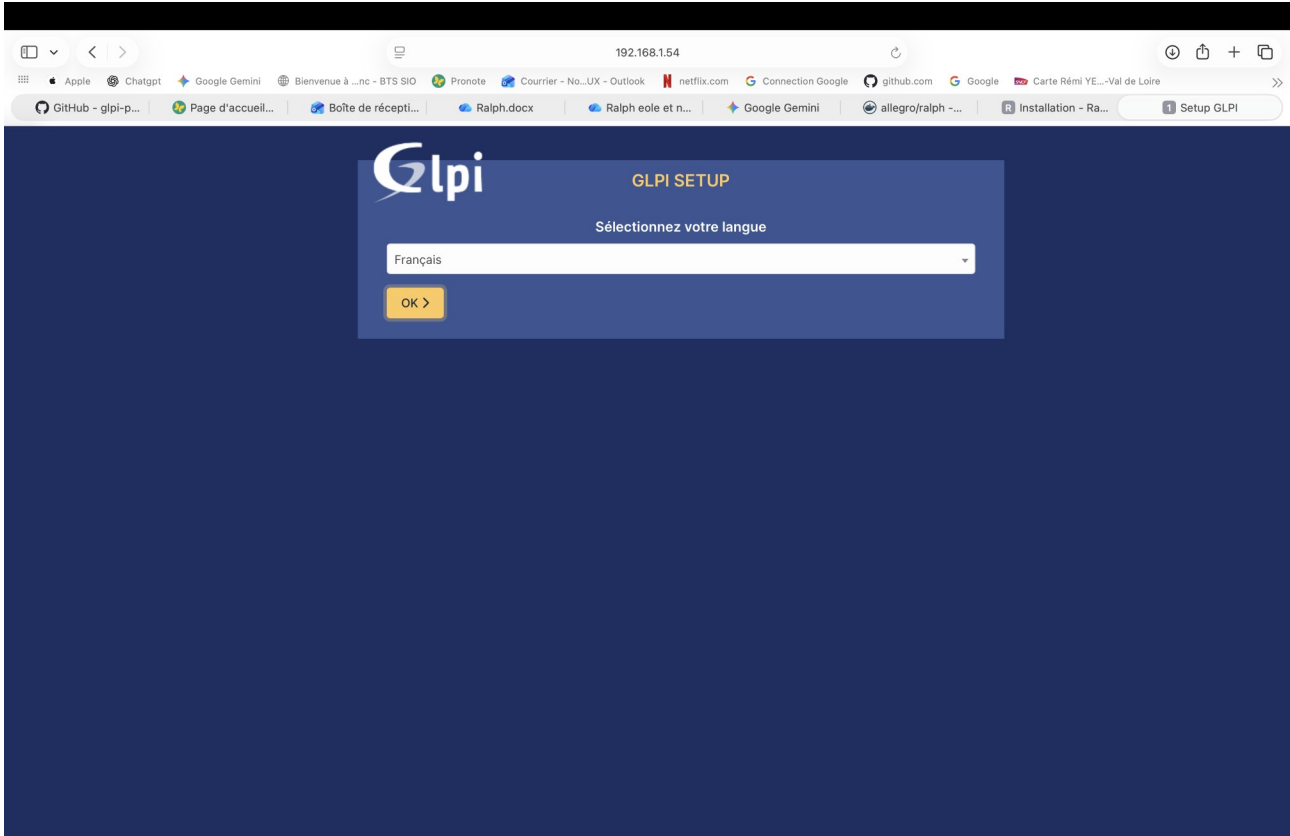 192.168.1.54
Apple Chatgpt Google Gemini Bienvenue à ...nc - BTS SIO Pronote Courrier - No...UX - Outlook netflix.com Connection Google github.com Google Carte Rémi YE...-Val de Loire
GitHub - glpi-p... Page d'accueil... Boîte de récepti... Ralph.docx Ralph eole et n... Google Gemini allegro/ralph -... R Installation - Ra... 1 Setup GLPI
Glpi
GLPI SETUP
Sélectionnez votre langue
Français
OK >